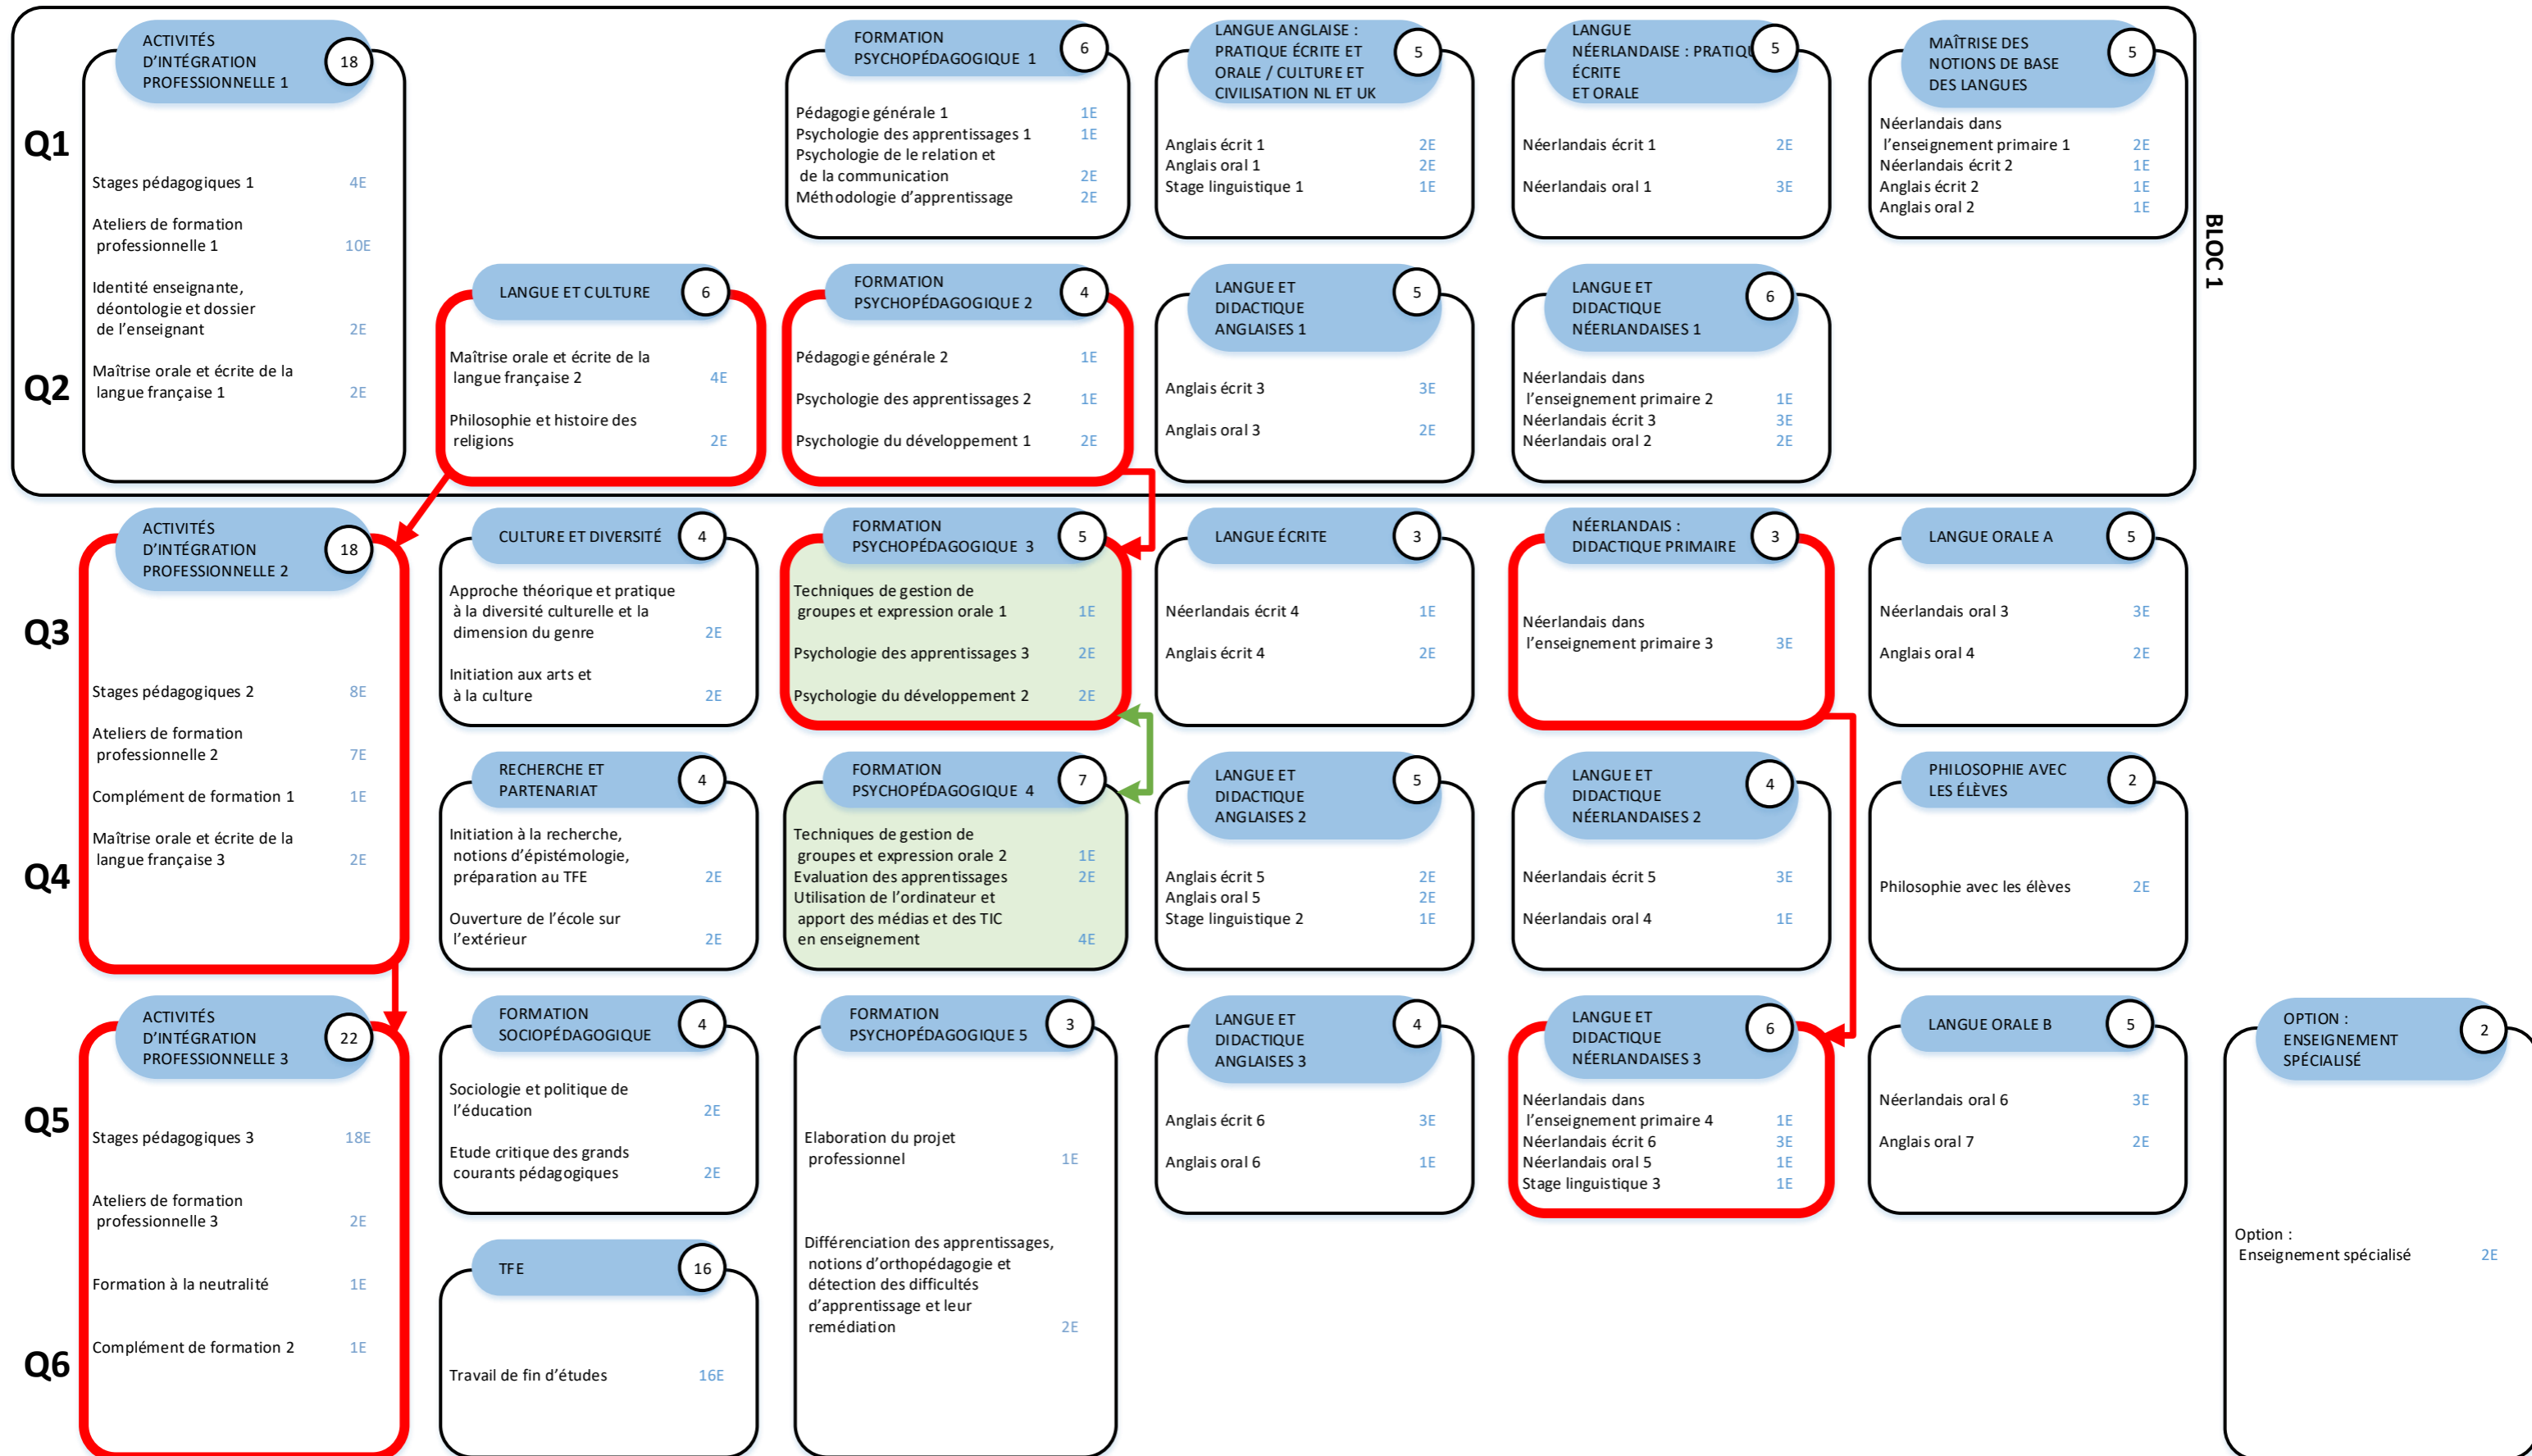 ACTIVITÉS
D'INTÉGRATION
PROFESSIONNELLE 1
18
Stages pédagogiques 1 4E
Ateliers de formation
professionnelle 1 10E
Identité enseignante,
déontologie et dossier
de l'enseignant 2E
Maîtrise orale et écrite de la
langue française 1 2E
FORMATION
PSYCHOPÉDAGOGIQUE 1
6
Pédagogie générale 1 1E
Psychologie des apprentissages 1 1E
Psychologie de le relation et
de la communication 2E
Méthodologie d'apprentissage 2E
LANGUE ANGLAISE :
PRATIQUE ÉCRITE ET
ORALE / CULTURE ET
CIVILISATION NL ET UK
5
Anglais écrit 1 2E
Anglais oral 1 2E
Stage linguistique 1 1E
LANGUE
NÉERLANDAISE : PRATIQU
ÉCRITE
ET ORALE
5
Néerlandais écrit 1 2E
Néerlandais oral 1 3E
MAÎTRISE DES
NOTIONS DE BASE
DES LANGUES
5
Néerlandais dans
l'enseignement primaire 1 2E
Néerlandais écrit 2 1E
Anglais écrit 2 1E
Anglais oral 2 1E
Q1
BLOC 1
LANGUE ET CULTURE
6
Maîtrise orale et écrite de la
langue française 2 4E
Philosophie et histoire des
religions 2E
FORMATION
PSYCHOPÉDAGOGIQUE 2
4
Pédagogie générale 2 1E
Psychologie des apprentissages 2 1E
Psychologie du développement 1 2E
LANGUE ET
DIDACTIQUE
ANGLAISES 1
5
Anglais écrit 3 3E
Anglais oral 3 2E
LANGUE ET
DIDACTIQUE
NÉERLANDAISES 1
6
Néerlandais dans
l'enseignement primaire 2 1E
Néerlandais écrit 3 3E
Néerlandais oral 2 2E
Q2
ACTIVITÉS
D'INTÉGRATION
PROFESSIONNELLE 2
18
Stages pédagogiques 2 8E
Ateliers de formation
professionnelle 2 7E
Complément de formation 1 1E
Maîtrise orale et écrite de la
langue française 3 2E
CULTURE ET DIVERSITÉ
4
Approche théorique et pratique
à la diversité culturelle et la
dimension du genre 2E
Initiation aux arts et
à la culture 2E
FORMATION
PSYCHOPÉDAGOGIQUE 3
5
Techniques de gestion de
groupes et expression orale 1 1E
Psychologie des apprentissages 3 2E
Psychologie du développement 2 2E
LANGUE ÉCRITE
3
Néerlandais écrit 4 1E
Anglais écrit 4 2E
NÉERLANDAIS :
DIDACTIQUE PRIMAIRE
3
Néerlandais dans
l'enseignement primaire 3 3E
LANGUE ORALE A
5
Néerlandais oral 3 3E
Anglais oral 4 2E
Q3
RECHERCHE ET
PARTENARIAT
4
Initiation à la recherche,
notions d'épistémologie,
préparation au TFE 2E
Ouverture de l'école sur
l'extérieur 2E
FORMATION
PSYCHOPÉDAGOGIQUE 4
7
Techniques de gestion de
groupes et expression orale 2 1E
Evaluation des apprentissages 2E
Utilisation de l'ordinateur et
apport des médias et des TIC
en enseignement 4E
LANGUE ET
DIDACTIQUE
ANGLAISES 2
5
Anglais écrit 5 2E
Anglais oral 5 2E
Stage linguistique 2 1E
LANGUE ET
DIDACTIQUE
NÉERLANDAISES 2
4
Néerlandais écrit 5 3E
Néerlandais oral 4 1E
PHILOSOPHIE AVEC
LES ÉLÈVES
2
Philosophie avec les élèves 2E
Q4
ACTIVITÉS
D'INTÉGRATION
PROFESSIONNELLE 3
22
Stages pédagogiques 3 18E
Ateliers de formation
professionnelle 3 2E
Formation à la neutralité 1E
Complément de formation 2 1E
FORMATION
SOCIOPÉDAGOGIQUE
4
Sociologie et politique de
l'éducation 2E
Etude critique des grands
courants pédagogiques 2E
FORMATION
PSYCHOPÉDAGOGIQUE 5
3
Elaboration du projet
professionnel 1E
Différenciation des apprentissages,
notions d'orthopédagogie et
détection des difficultés
d'apprentissage et leur
remédiation 2E
LANGUE ET
DIDACTIQUE
ANGLAISES 3
4
Anglais écrit 6 3E
Anglais oral 6 1E
LANGUE ET
DIDACTIQUE
NÉERLANDAISES 3
6
Néerlandais dans
l'enseignement primaire 4 1E
Néerlandais écrit 6 3E
Néerlandais oral 5 1E
Stage linguistique 3 1E
LANGUE ORALE B
5
Néerlandais oral 6 3E
Anglais oral 7 2E
OPTION :
ENSEIGNEMENT
SPÉCIALISÉ
2
Option :
Enseignement spécialisé 2E
Q5
TFE
16
Travail de fin d'études 16E
Q6